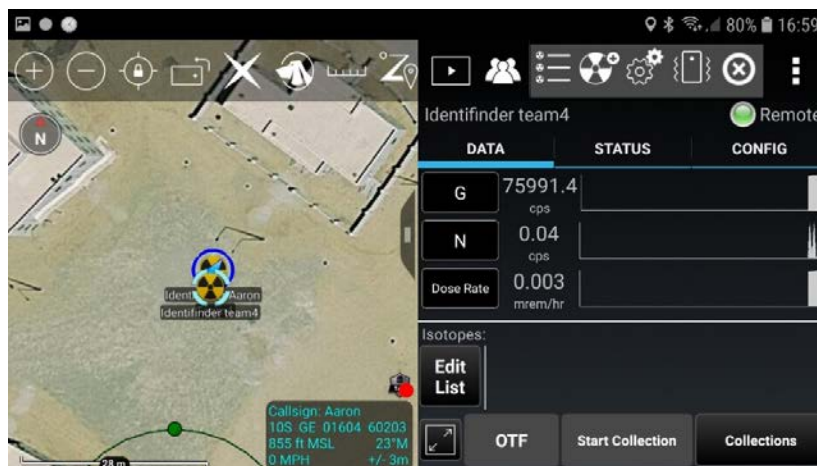 80% 16:59
N
Identifinder team4
Remote
DATA STATUS CONFIG
G 75991.4
cps
N 0.04
cps
Dose Rate 0.003
mrem/hr
Isotopes:
Edit
List
OTF Start Collection Collections
Ident Aaron
Identifinder team4
Callsign: Aaron
10S GE 01604 60203
855 ft MSL 23°M
0 MPH +/- 3m
28 m